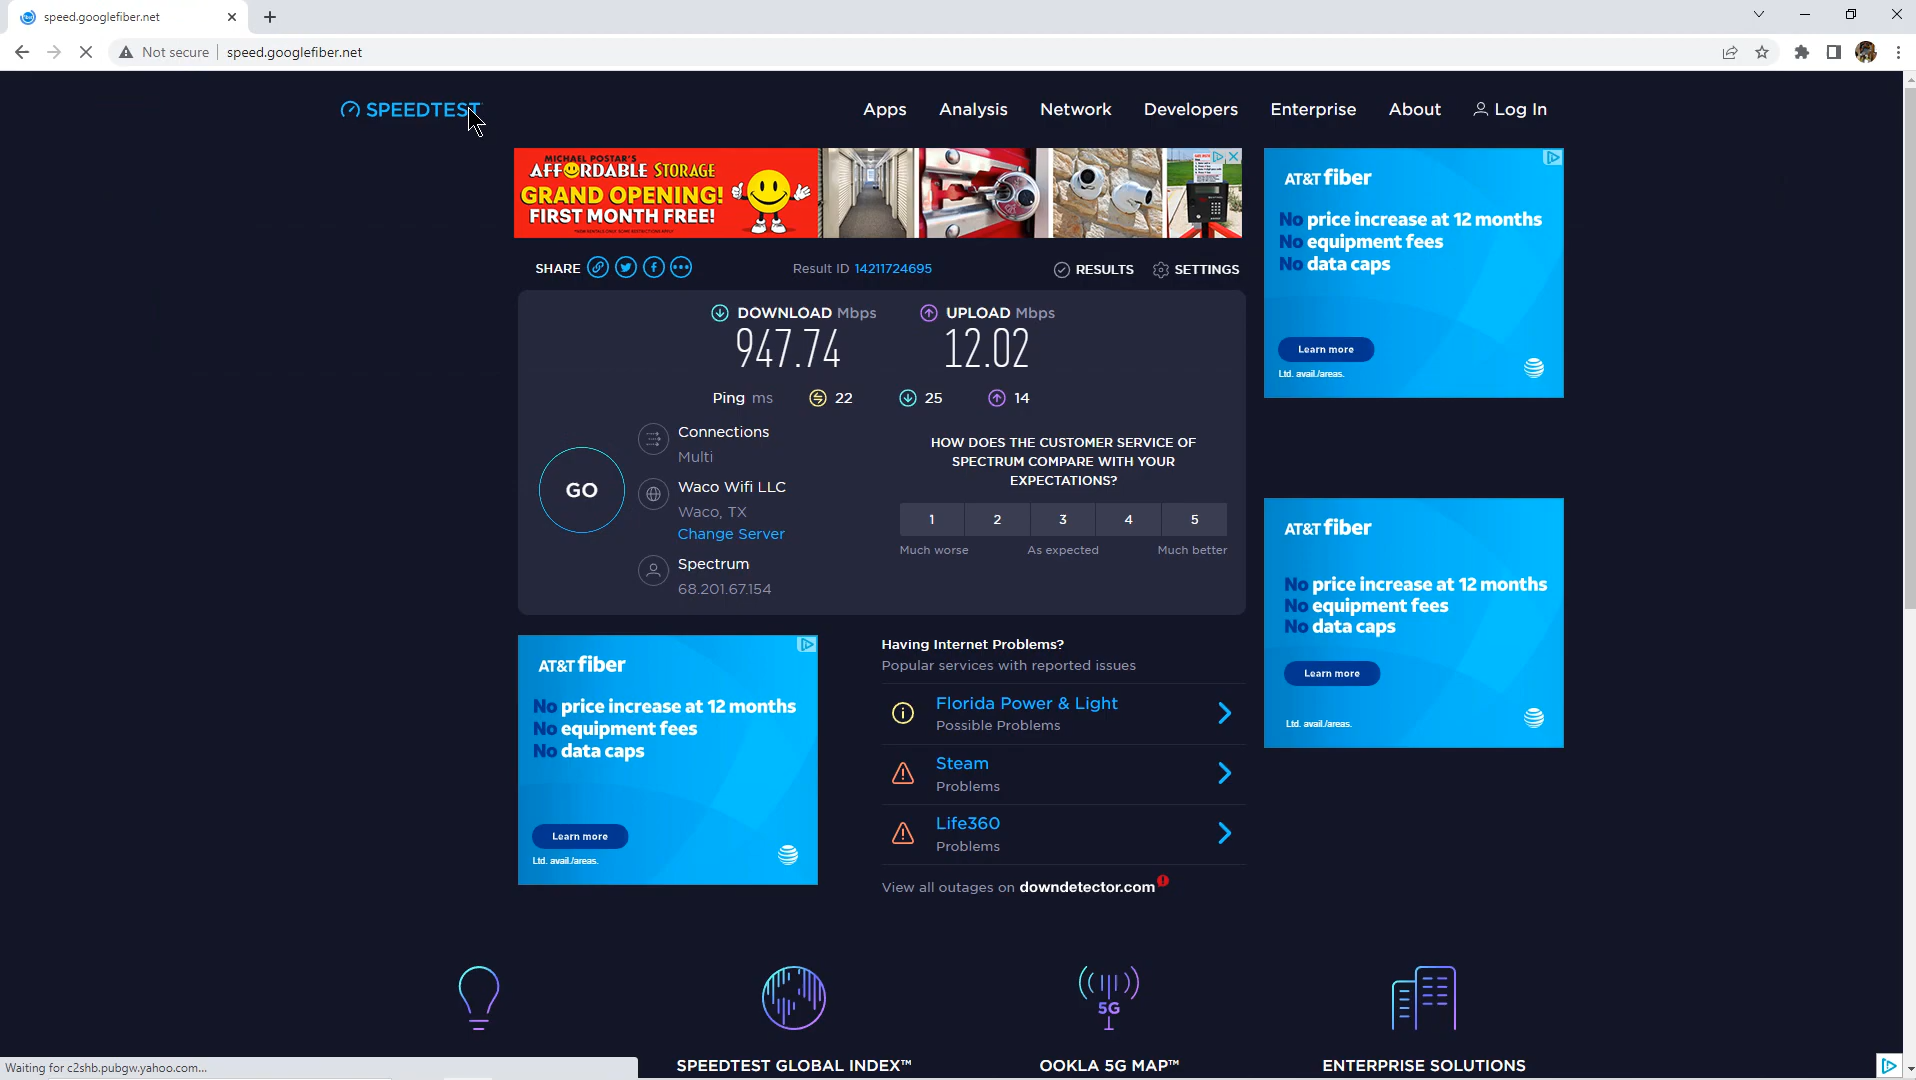 speed.googlefiber.net
Not secure
speed.googlefiber.net
SPEEDTEST
Apps
Analysis
Network
Developers
Enterprise
About
Log In
MICHAEL POSTAR'S
AFFORDABLE STORAGE
GRAND OPENING!
FIRST MONTH FREE!
SHARE
Result ID 14211724695
RESULTS
SETTINGS
DOWNLOAD Mbps
947.74
UPLOAD Mbps
12.02
Ping ms
22
25
14
GO
Connections
Multi
Waco Wifi LLC
Waco, TX
Change Server
Spectrum
68.201.67.154
HOW DOES THE CUSTOMER SERVICE OF
SPECTRUM COMPARE WITH YOUR
EXPECTATIONS?
1
2
3
4
5
Much worse
As expected
Much better
AT&T fiber
No price increase at 12 months
No equipment fees
No data caps
Learn more
Ltd. avail./areas.
AT&T fiber
No price increase at 12 months
No equipment fees
No data caps
Learn more
Ltd. avail./areas.
AT&T fiber
No price increase at 12 months
No equipment fees
No data caps
Learn more
Ltd. avail./areas.
Having Internet Problems?
Popular services with reported issues
Florida Power & Light
Possible Problems
Steam
Problems
Life360
Problems
View all outages on downdetector.com
5G
SPEEDTEST GLOBAL INDEX™
OOKLA 5G MAP™
ENTERPRISE SOLUTIONS
Waiting for c2shb.pubgw.yahoo.com...